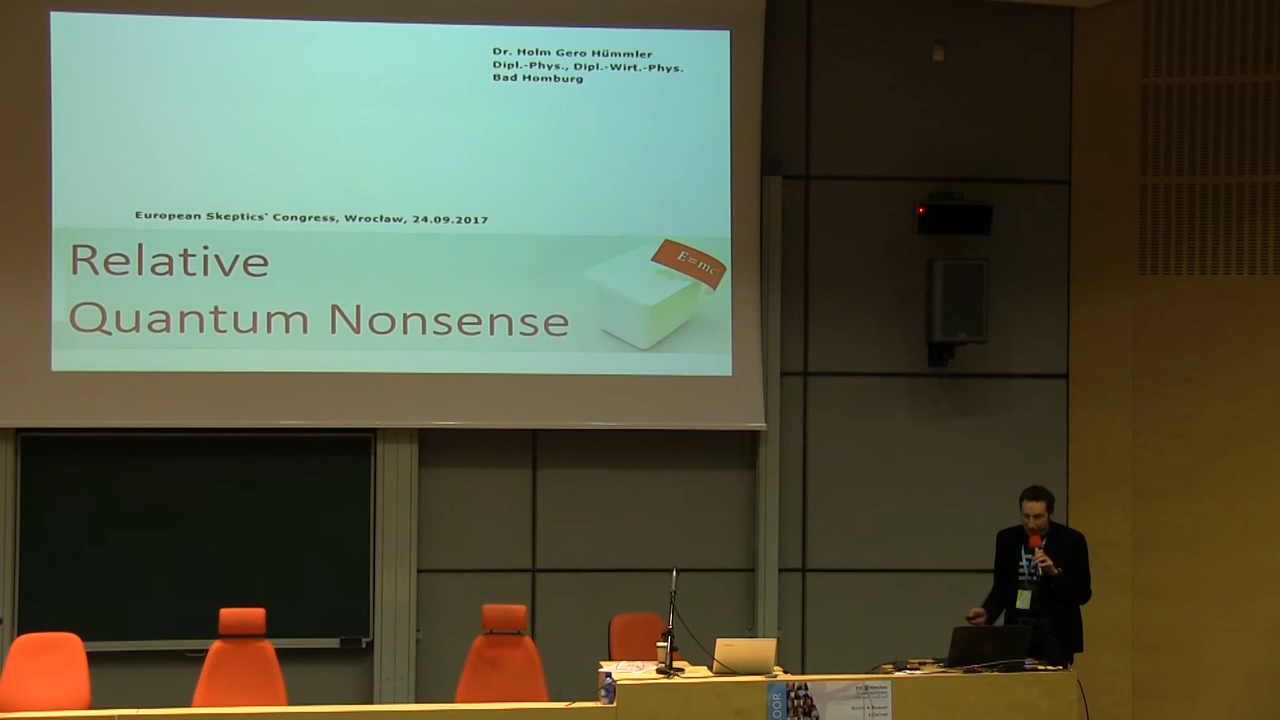 Dr. Holm Gero Hümmler
Dipl.-Phys., Dipl.-Wirt.-Phys.
Bad Homburg
European Skeptics' Congress, Wrocław, 24.09.2017
Relative
Quantum Nonsense
E=mc²